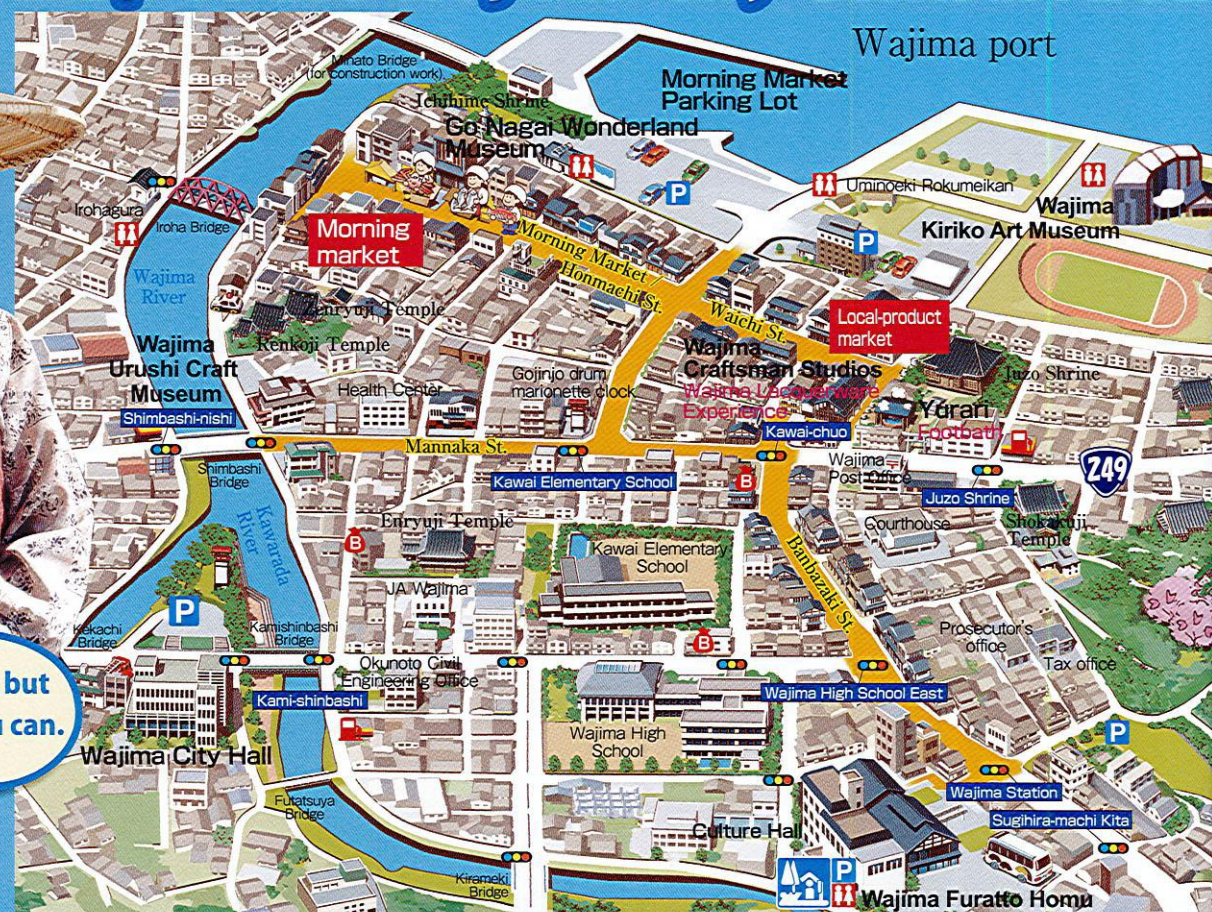 Wajima port
Minato Bridge
(for construction work)
Morning Market
Parking Lot
Ichihime Shrine
Go Nagai Wonderland
Museum
P
Uminoeki Rokumeikan
Irohagura
Iroha Bridge
Wajima
Kiriko Art Museum
Morning
market
P
Morning Market /
Honmachi St.
Wajima
River
Waichi St.
Local-product
market
Zenryuji Temple
Renkoji Temple
Wajima
Urushi Craft
Museum
Wajima
Craftsman Studios
Wajima Lacquerware
Experience
Juzo Shrine
Health Center
Gojinjo drum
marionette clock
Yurari
Footbath
Shimbashi-nishi
Kawai-chuo
Mannaka St.
Shimbashi
Bridge
Kawai Elementary School
B
Wajima
Post Office
249
Juzo Shrine
Kawarada
River
Enryuji Temple
B
Courthouse
Shokakuji
Temple
Kawai Elementary
School
Banbazaki St.
JA Wajima
P
Kekachi
Bridge
Kamishinbashi
Bridge
B
Prosecutor's
office
Tax office
Okunoto Civil
Engineering Office
but
can.
Kami-shinbashi
Wajima High School East
Wajima High
School
P
Wajima City Hall
Wajima Station
Sugihira-machi Kita
Futatsuya
Bridge
Culture Hall
Kirameki
Bridge
P
Wajima Furatto Homu